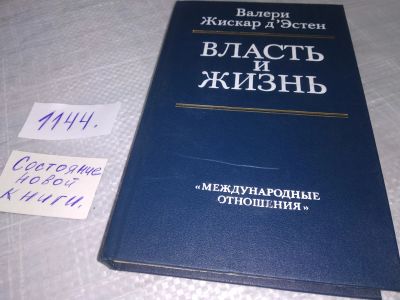 Валери
Жискар д'Эстен
ВЛАСТЬ
И
ЖИЗНЬ
«МЕЖДУНАРОДНЫЕ
ОТНОШЕНИЯ»
1144.
Состояние
новой
книги.